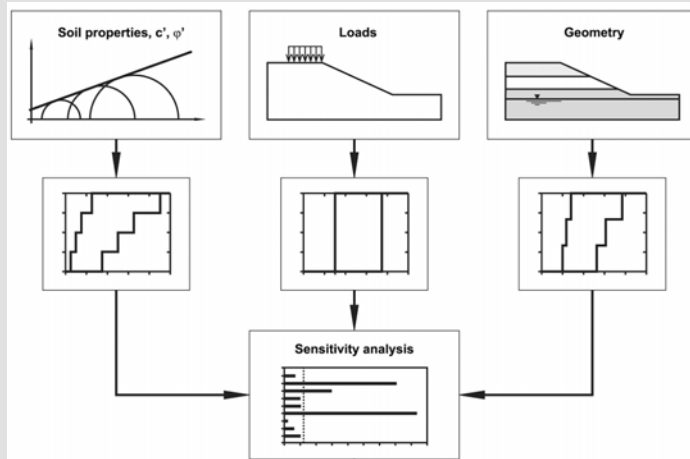 Soil properties, c', φ'
Loads
Geometry
Sensitivity analysis